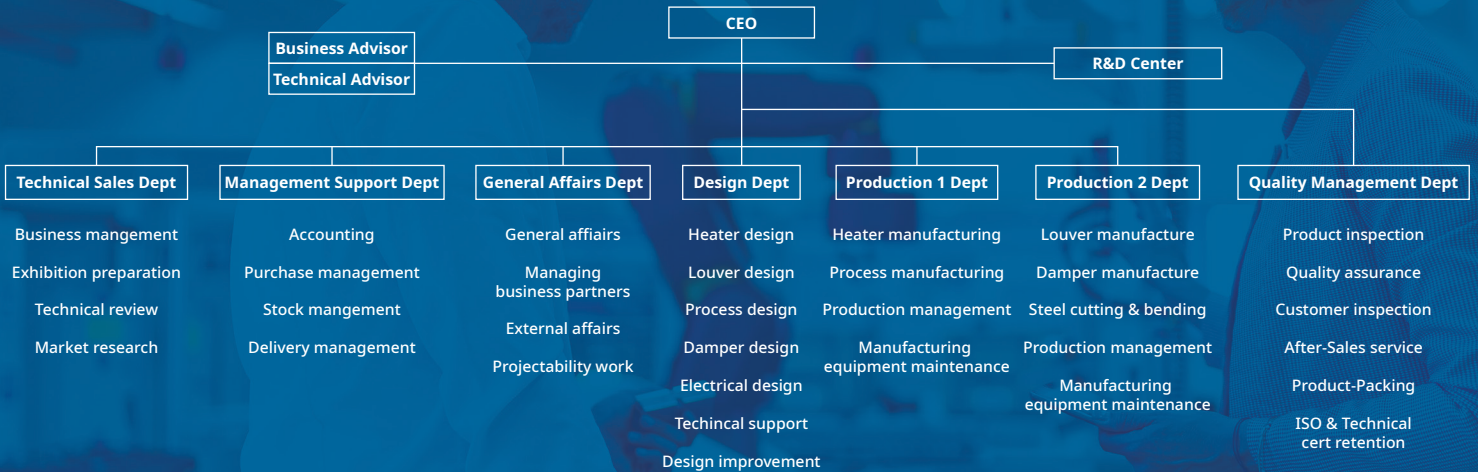 CEO
Business Advisor
Technical Advisor
R&D Center
Technical Sales Dept
Business mangement
Exhibition preparation
Technical review
Market research
Management Support Dept
Accounting
Purchase management
Stock mangement
Delivery management
General Affairs Dept
General affiairs
Managing
business partners
External affairs
Projectability work
Design Dept
Heater design
Louver design
Process design
Damper design
Electrical design
Techincal support
Design improvement
Production 1 Dept
Heater manufacturing
Process manufacturing
Production management
Manufacturing
equipment maintenance
Production 2 Dept
Louver manufacture
Damper manufacture
Steel cutting & bending
Production management
Manufacturing
equipment maintenance
Quality Management Dept
Product inspection
Quality assurance
Customer inspection
After-Sales service
Product-Packing
ISO & Technical
cert retention